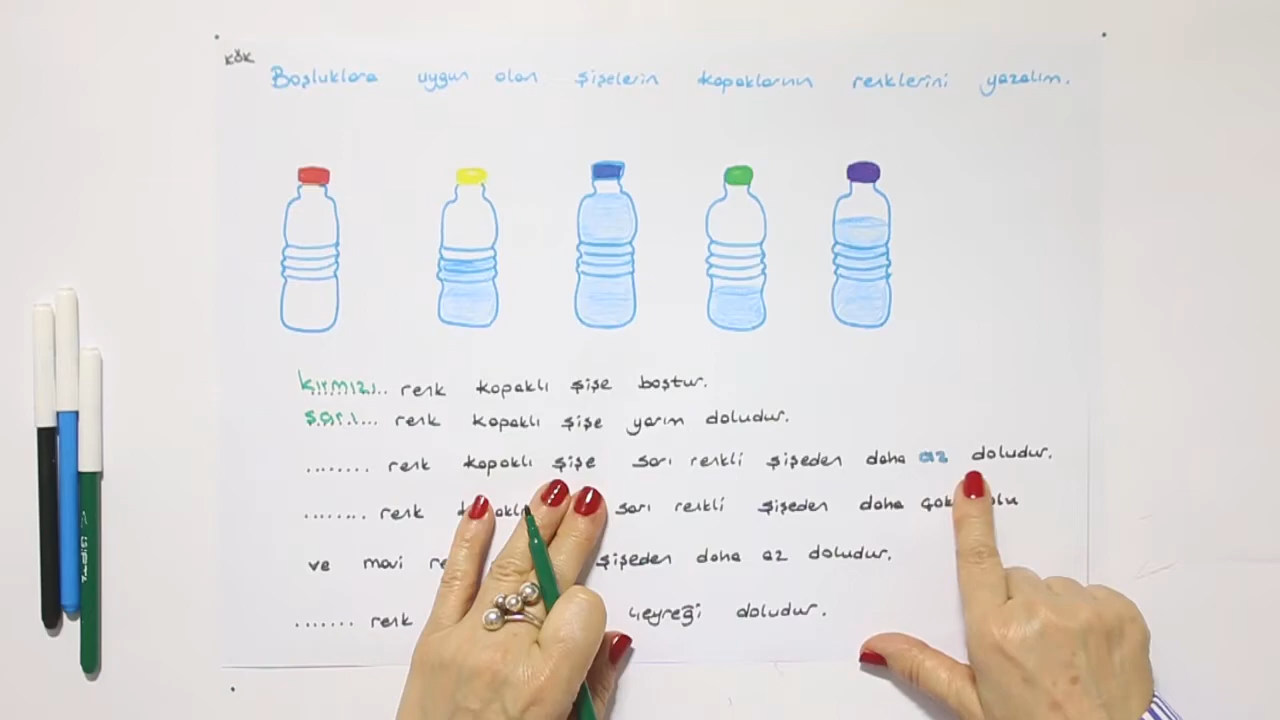 KÖK
Boşluklara uygun olan şişelerin kapaklarının renklerini yazalım.
Kırmızı.. renk kapaklı şişe boştur.
Sarı... renk kapaklı şişe yarım doludur.
........ renk kapaklı şişe sarı renkli şişeden daha az doludur.
........ renk sarı renkli şişeden daha çok
ve mavi şişeden daha az doludur.
....... renk çeyreği doludur.